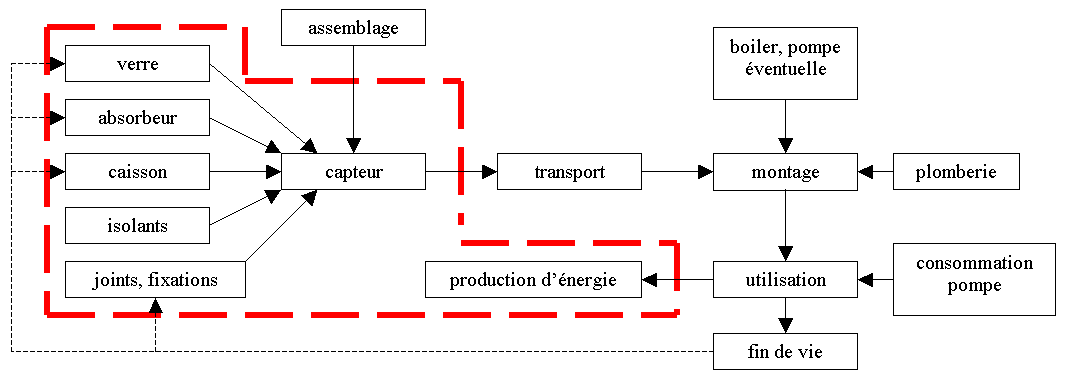 assemblage
verre
boiler, pompe
éventuelle
absorbeur
caisson
capteur
transport
montage
plomberie
isolants
joints, fixations
production d’énergie
utilisation
consommation
pompe
fin de vie